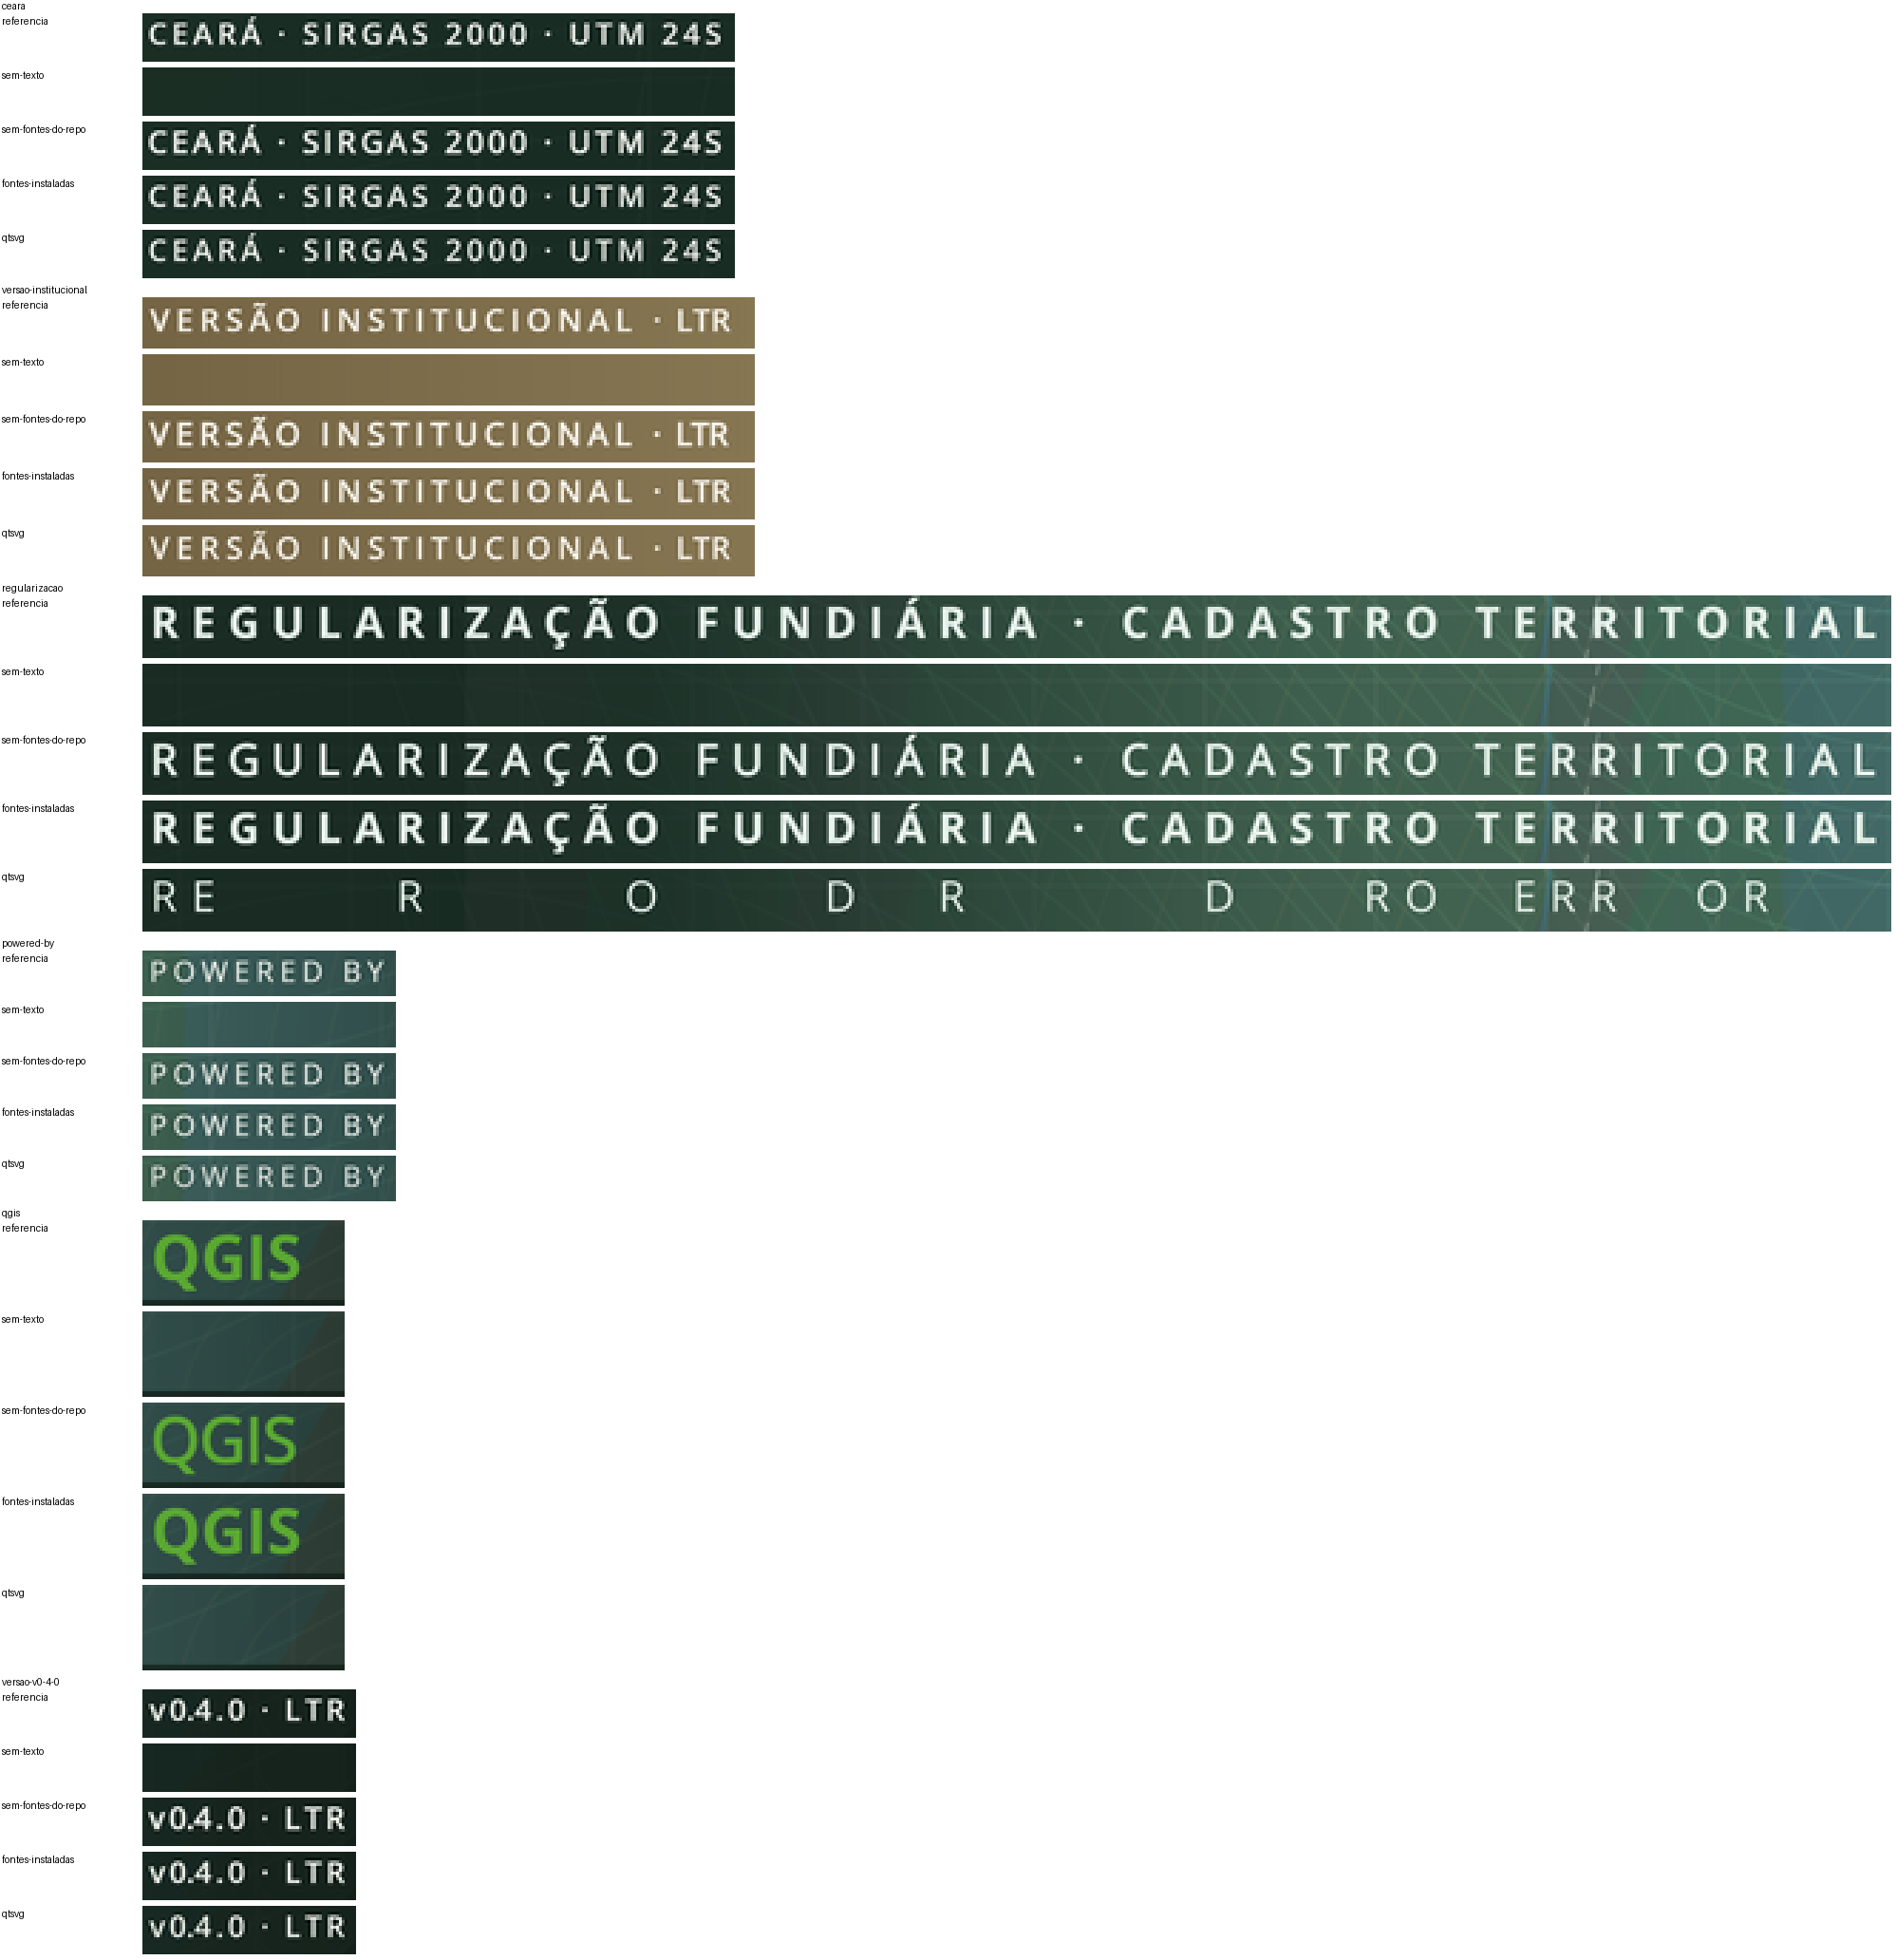 ceara
referencia
CEARÁ · SIRGAS 2000 · UTM 24S
sem-texto
sem-fontes-do-repo
CEARÁ · SIRGAS 2000 · UTM 24S
fontes-instaladas
CEARÁ · SIRGAS 2000 · UTM 24S
qtsvg
CEARÁ · SIRGAS 2000 · UTM 24S
versao-institucional
referencia
VERSÃO INSTITUCIONAL · LTR
sem-texto
sem-fontes-do-repo
VERSÃO INSTITUCIONAL · LTR
fontes-instaladas
VERSÃO INSTITUCIONAL · LTR
qtsvg
VERSÃO INSTITUCIONAL · LTR
regularizacao
referencia
REGULARIZAÇÃO FUNDIÁRIA · CADASTRO TERRITORIAL
sem-texto
sem-fontes-do-repo
REGULARIZAÇÃO FUNDIÁRIA · CADASTRO TERRITORIAL
fontes-instaladas
REGULARIZAÇÃO FUNDIÁRIA · CADASTRO TERRITORIAL
qtsvg
RE R O D R D RO ERR OR
powered-by
referencia
POWERED BY
sem-texto
sem-fontes-do-repo
POWERED BY
fontes-instaladas
POWERED BY
qtsvg
POWERED BY
qgis
referencia
QGIS
sem-texto
sem-fontes-do-repo
QGIS
fontes-instaladas
QGIS
qtsvg
versao-v0-4-0
referencia
v0.4.0 · LTR
sem-texto
sem-fontes-do-repo
v0.4.0 · LTR
fontes-instaladas
v0.4.0 · LTR
qtsvg
v0.4.0 · LTR